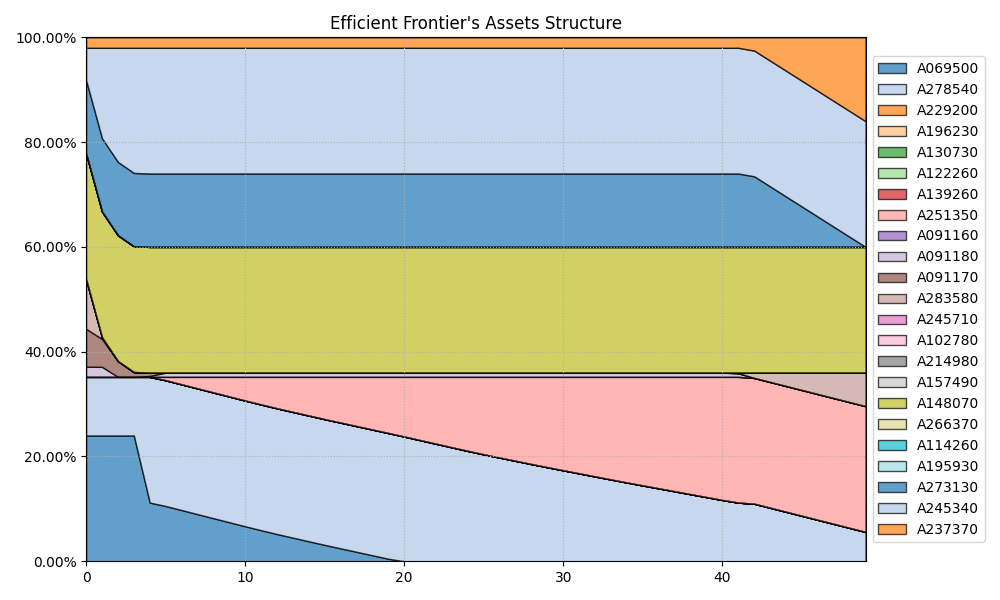 Efficient Frontier's Assets Structure
100.00%
80.00%
60.00%
40.00%
20.00%
0.00%
0
10
20
30
40
A069500
A278540
A229200
A196230
A130730
A122260
A139260
A251350
A091160
A091180
A091170
A283580
A245710
A102780
A214980
A157490
A148070
A266370
A114260
A195930
A273130
A245340
A237370